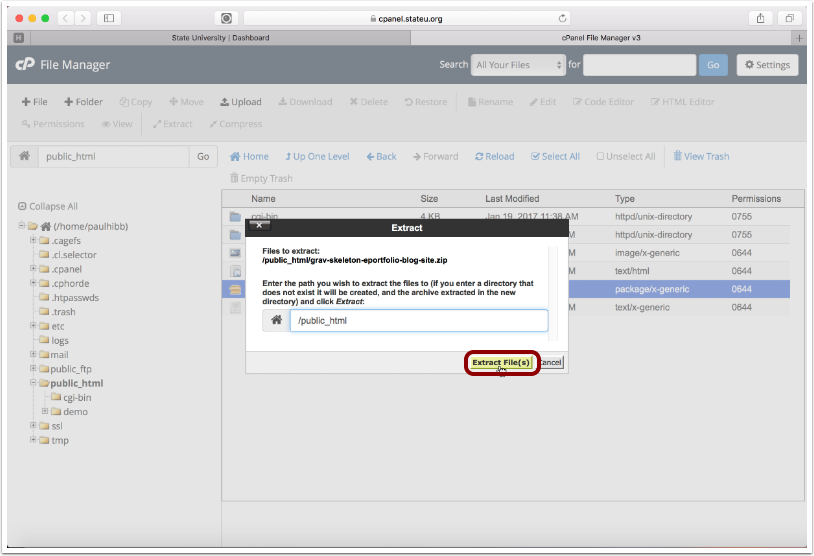 cpanel.stateu.org
H
State University | Dashboard
cPanel File Manager v3
+
cP File Manager
Search All Your Files for Go Settings
File Folder Copy Move Upload Download Delete Restore Rename Edit Code Editor HTML Editor
Permissions View Extract Compress
public_html Go
Home Up One Level Back Forward Reload Select All Unselect All View Trash
Empty Trash
Collapse All
Name Size Last Modified Type Permissions
cgi-bin 4 KB Jan 19, 2017 11:38 AM httpd/unix-directory 0755
M httpd/unix-directory 0755
M image/x-generic 0644
M text/html 0644
package/x-generic 0644
M text/x-generic 0644
(/home/paulhibb)
.cagefs
.cl.selector
.cpanel
.cphorde
.htpasswds
.trash
etc
logs
mail
public_ftp
public_html
cgi-bin
demo
ssl
tmp
Extract
Files to extract:
/public_html/grav-skeleton-eportfolio-blog-site.zip
Enter the path you wish to extract the files to (if you enter a directory that
does not exist it will be created, and the archive extracted in the new
directory) and click Extract:
/public_html
Extract File(s) Cancel